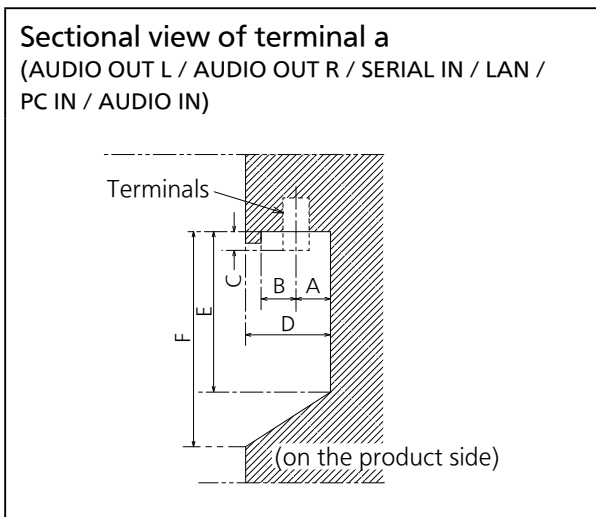 Sectional view of terminal a
(AUDIO OUT L / AUDIO OUT R / SERIAL IN / LAN /
PC IN / AUDIO IN)
Terminals
C
B A
E
D
F
(on the product side)